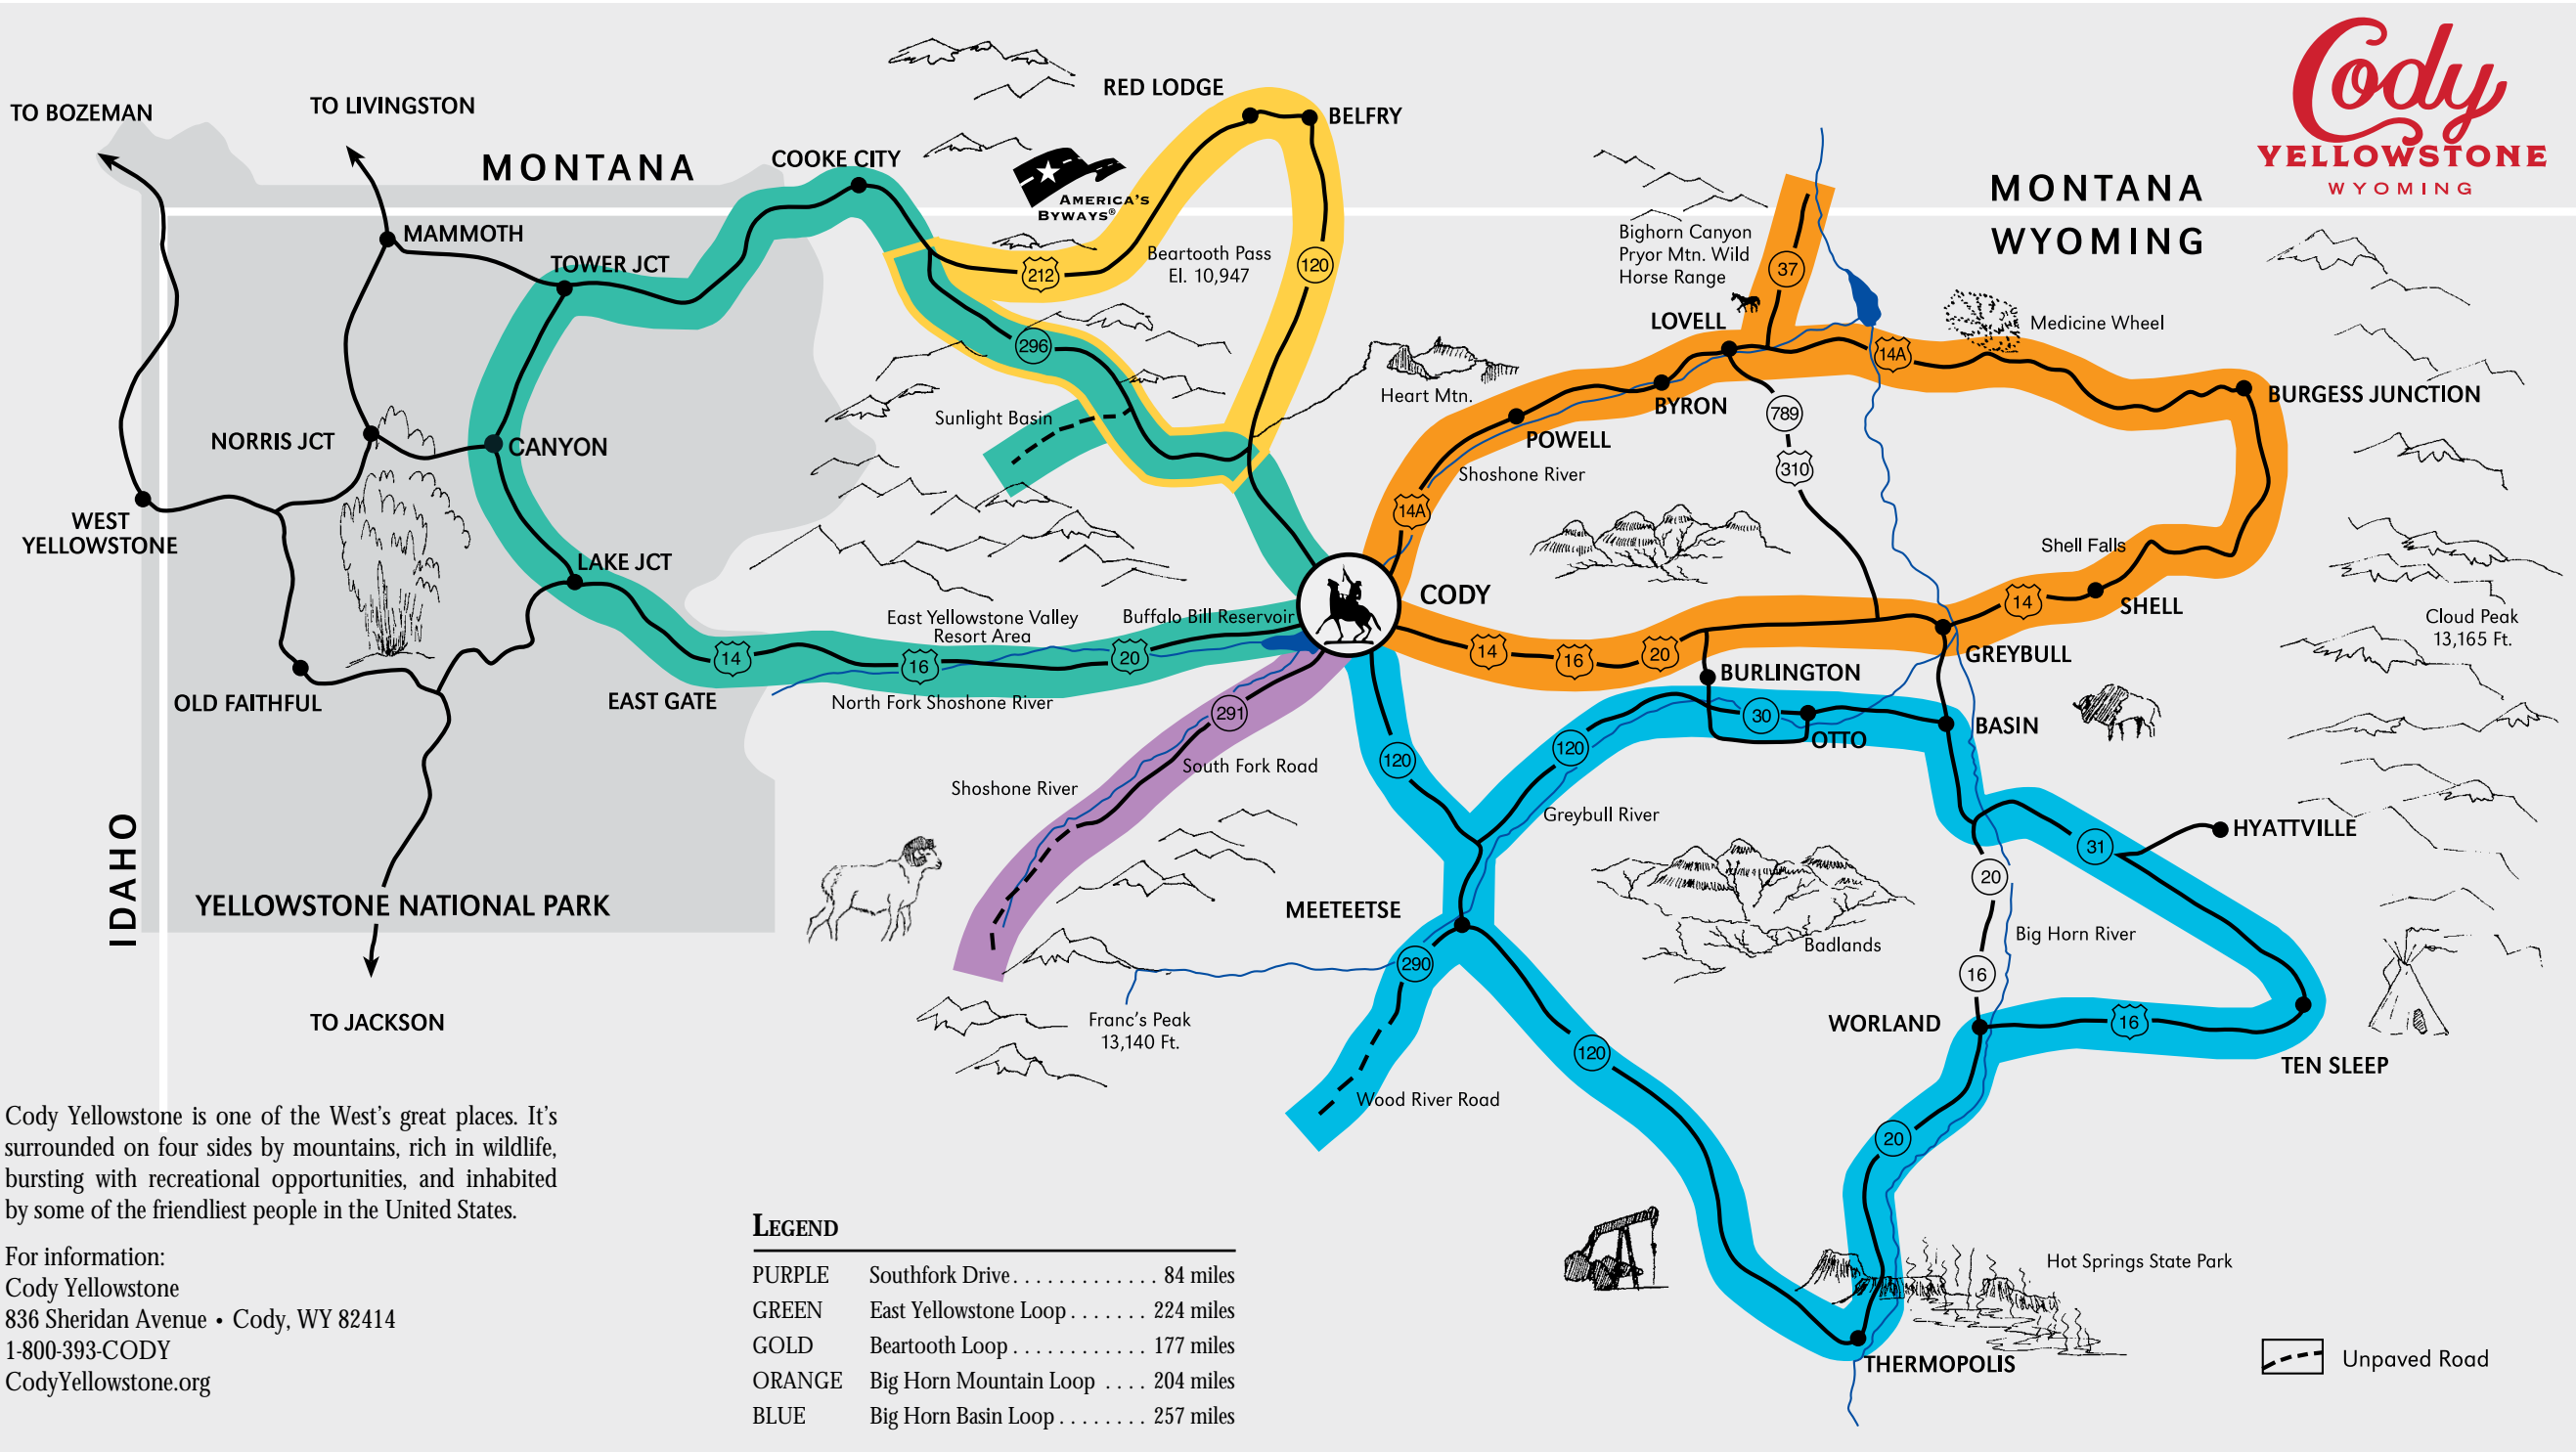 Cody
YELLOWSTONE
WYOMING
TO BOZEMAN
TO LIVINGSTON
MONTANA
COOKE CITY
RED LODGE
BELFRY
AMERICA'S
BYWAYS®
MONTANA
WYOMING
MAMMOTH
TOWER JCT
212
Beartooth Pass
El. 10,947
120
Bighorn Canyon
Pryor Mtn. Wild
Horse Range
37
LOVELL
Medicine Wheel
296
14A
Heart Mtn.
BYRON
BURGESS JUNCTION
789
Sunlight Basin
NORRIS JCT
CANYON
POWELL
310
Shoshone River
14A
WEST
YELLOWSTONE
LAKE JCT
Shell Falls
CODY
East Yellowstone Valley
Resort Area
Buffalo Bill Reservoir
14
SHELL
Cloud Peak
13,165 Ft.
14
16
20
14
16
20
GREYBULL
OLD FAITHFUL
EAST GATE
North Fork Shoshone River
BURLINGTON
291
30
OTTO
BASIN
120
120
South Fork Road
Shoshone River
Greybull River
IDAHO
HYATTVILLE
31
20
YELLOWSTONE NATIONAL PARK
MEETEETSE
Badlands
Big Horn River
290
16
TO JACKSON
Franc's Peak
13,140 Ft.
WORLAND
16
120
TEN SLEEP
Wood River Road
20
Cody Yellowstone is one of the West's great places. It's
surrounded on four sides by mountains, rich in wildlife,
bursting with recreational opportunities, and inhabited
by some of the friendliest people in the United States.
For information:
Cody Yellowstone
836 Sheridan Avenue • Cody, WY 82414
1-800-393-CODY
CodyYellowstone.org
LEGEND
PURPLE Southfork Drive . . . . . . . . . . . . . 84 miles
GREEN East Yellowstone Loop . . . . . . . 224 miles
GOLD Beartooth Loop . . . . . . . . . . . . 177 miles
ORANGE Big Horn Mountain Loop . . . . 204 miles
BLUE Big Horn Basin Loop . . . . . . . . 257 miles
Hot Springs State Park
THERMOPOLIS
Unpaved Road